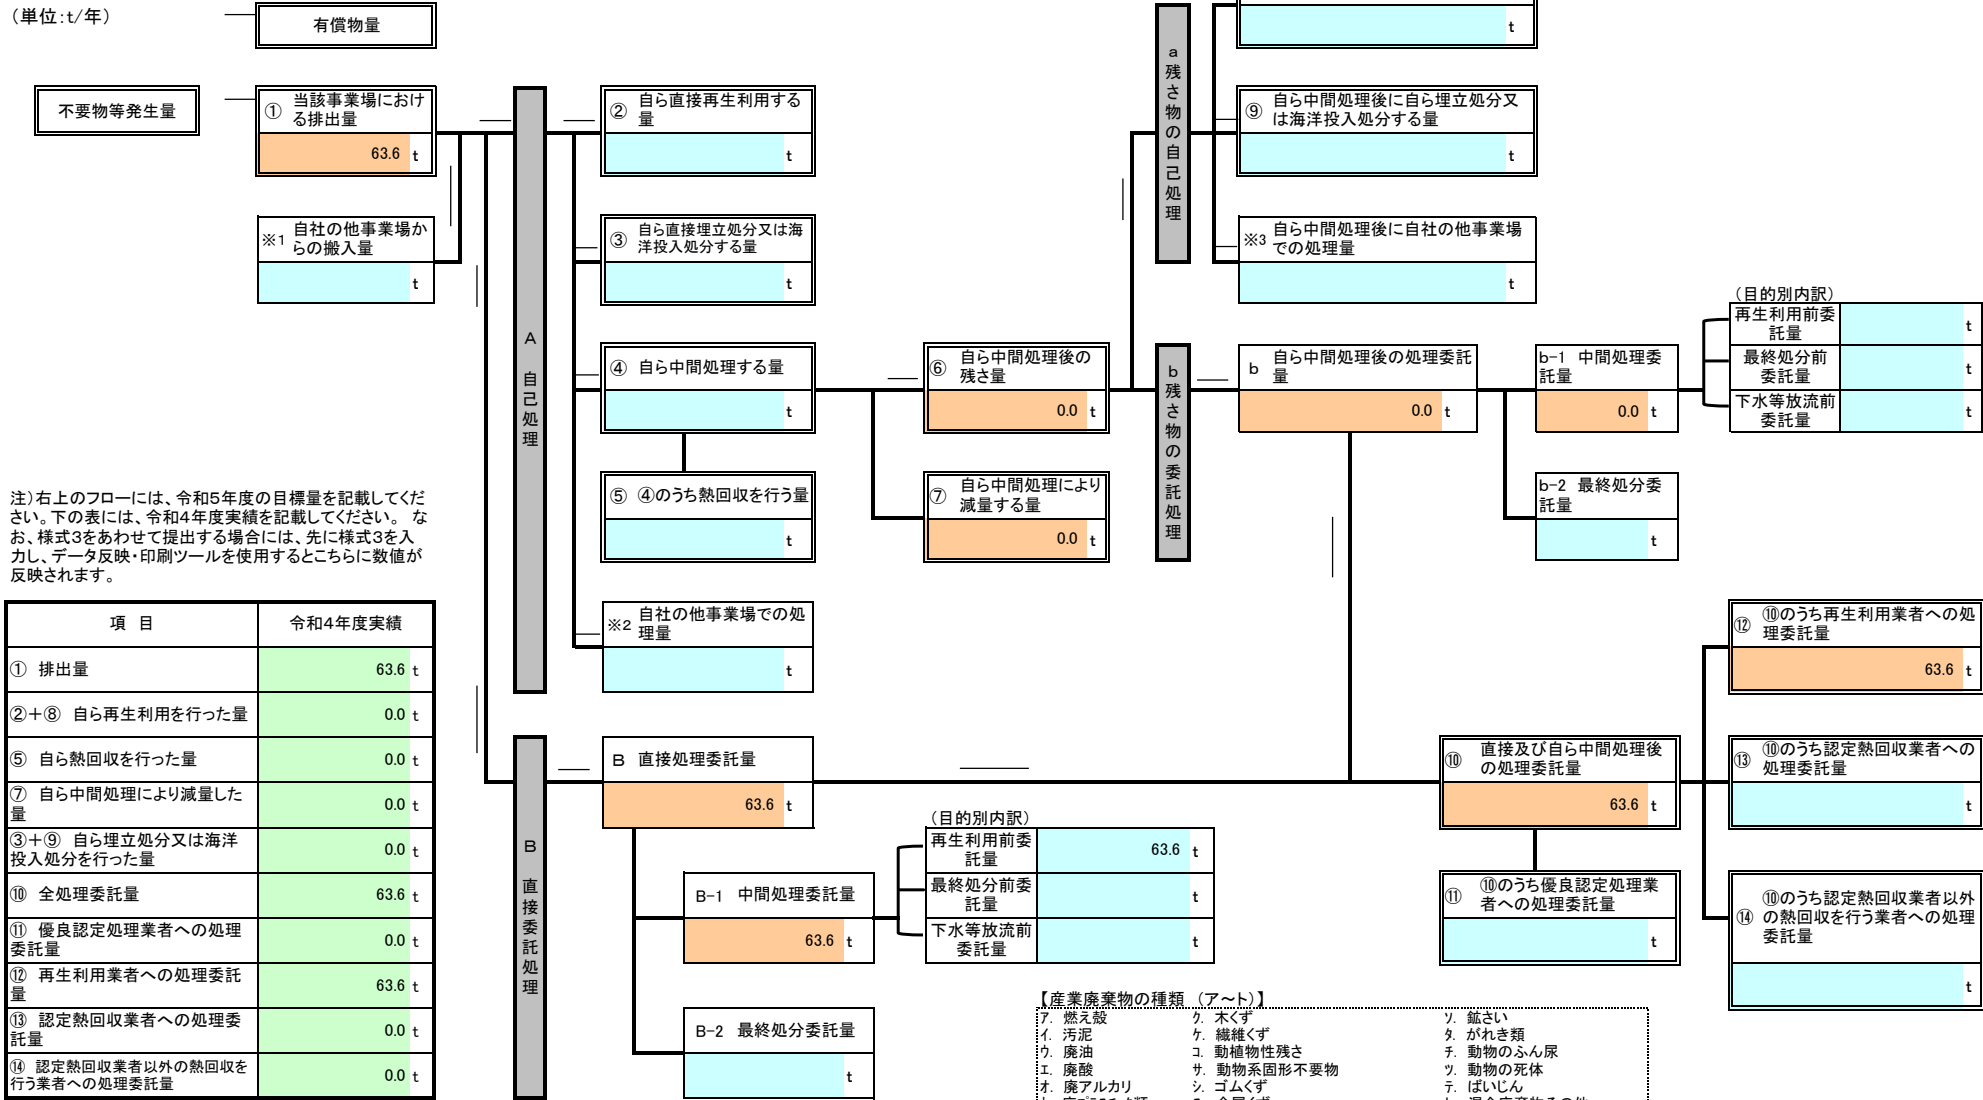 （単位:t/年）
有償物量
t
不要物等発生量
① 当該事業場におけ
る排出量
63.6 t
※1 自社の他事業場か
らの搬入量
t
A 自己処理
② 自ら直接再生利用する
量
t
③ 自ら直接埋立処分又は海
洋投入処分する量
t
④ 自ら中間処理する量
t
⑤ ④のうち熱回収を行う量
t
※2 自社の他事業場での処
理量
t
⑥ 自ら中間処理後の
残さ量
0.0 t
⑦ 自ら中間処理により
減量する量
0.0 t
a 残さ物の自己処理
⑨ 自ら中間処理後に自ら埋立処分又
は海洋投入処分する量
t
※3 自ら中間処理後に自社の他事業場
での処理量
t
b 残さ物の委託処理
b 自ら中間処理後の処理委託
量
0.0 t
b-1 中間処理委
託量
0.0 t
（目的別内訳）
再生利用前委
託量
t
最終処分前
委託量
t
下水等放流前
委託量
t
b-2 最終処分委
託量
t
注）右上のフローには、令和5年度の目標量を記載してくだ
さい。下の表には、令和4年度実績を記載してください。 な
お、様式3をあわせて提出する場合には、先に様式3を入
力し、データ反映・印刷ツールを使用するとこちらに数値が
反映されます。
項 目 令和4年度実績
① 排出量 63.6 t
②＋⑧ 自ら再生利用を行った量 0.0 t
⑤ 自ら熱回収を行った量 0.0 t
⑦ 自ら中間処理により減量した
量 0.0 t
③＋⑨ 自ら埋立処分又は海洋
投入処分を行った量 0.0 t
⑩ 全処理委託量 63.6 t
⑪ 優良認定処理業者への処理
委託量 0.0 t
⑫ 再生利用業者への処理委託
量 63.6 t
⑬ 認定熱回収業者への処理委
託量 0.0 t
⑭ 認定熱回収業者以外の熱回収を
行う業者への処理委託量 0.0 t
B 直接委託処理
B 直接処理委託量
63.6 t
B-1 中間処理委託量
63.6 t
（目的別内訳）
再生利用前委
託量
63.6 t
最終処分前委
託量
t
下水等放流前
委託量
t
B-2 最終処分委託量
t
⑩ 直接及び自ら中間処理後
の処理委託量
63.6 t
⑪ ⑩のうち優良認定処理業
者への処理委託量
t
⑫ ⑩のうち再生利用業者への処
理委託量
63.6 t
⑬ ⑩のうち認定熱回収業者への
処理委託量
t
⑭ ⑩のうち認定熱回収業者以外
の熱回収を行う業者への処理
委託量
t
【産業廃棄物の種類 （ア～ト）】
ア. 燃え殻 ク. 木くず ソ. 鉱さい
イ. 汚泥 ケ. 繊維くず タ. がれき類
ウ. 廃油 コ. 動植物性残さ チ. 動物のふん尿
エ. 廃酸 サ. 動物系固形不要物 ツ. 動物の死体
オ. 廃アルカリ シ. ゴムくず テ. ばいじん